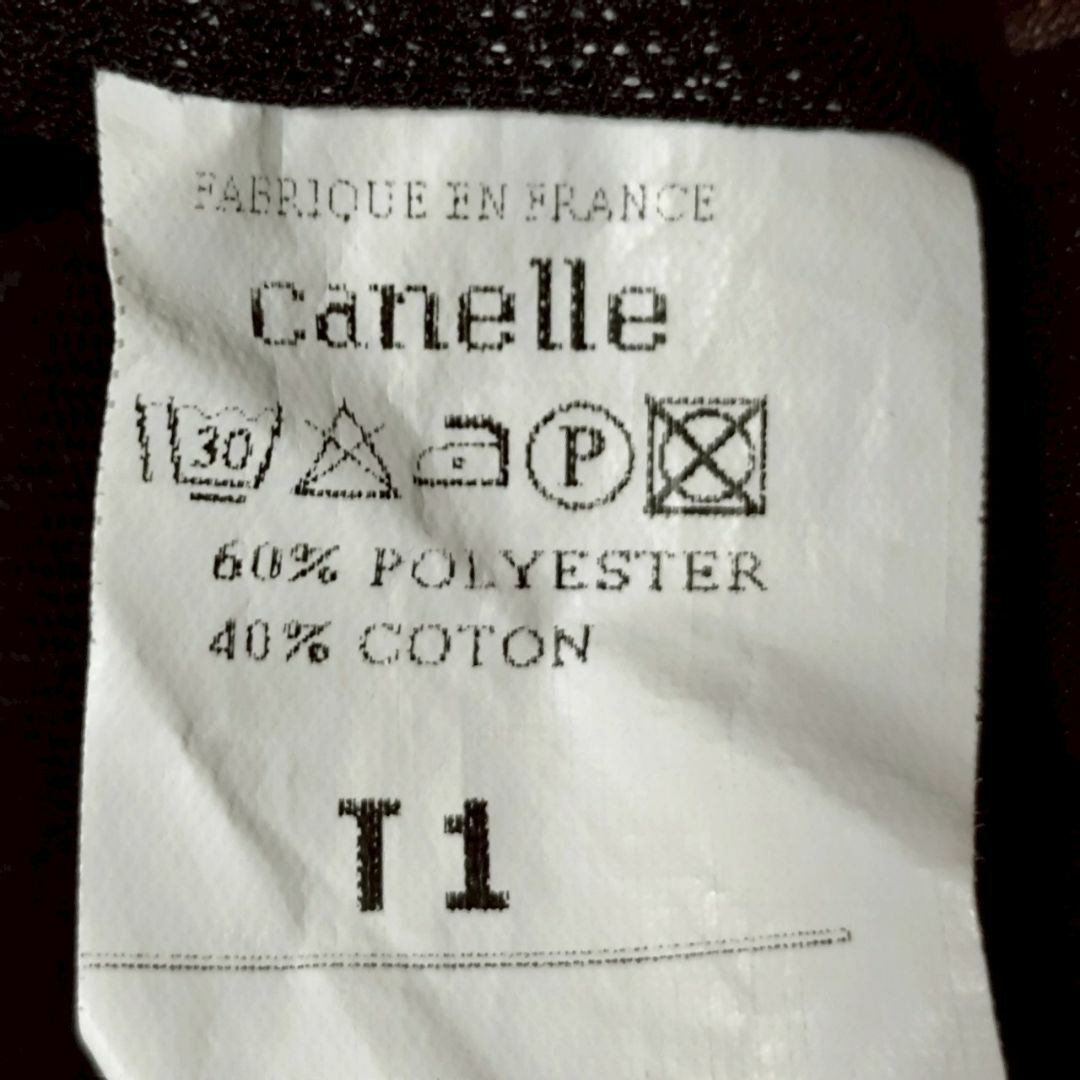 FABRIQUE EN FRANCE
canelle
30 P
60% POLYESTER
40% COTON
T1